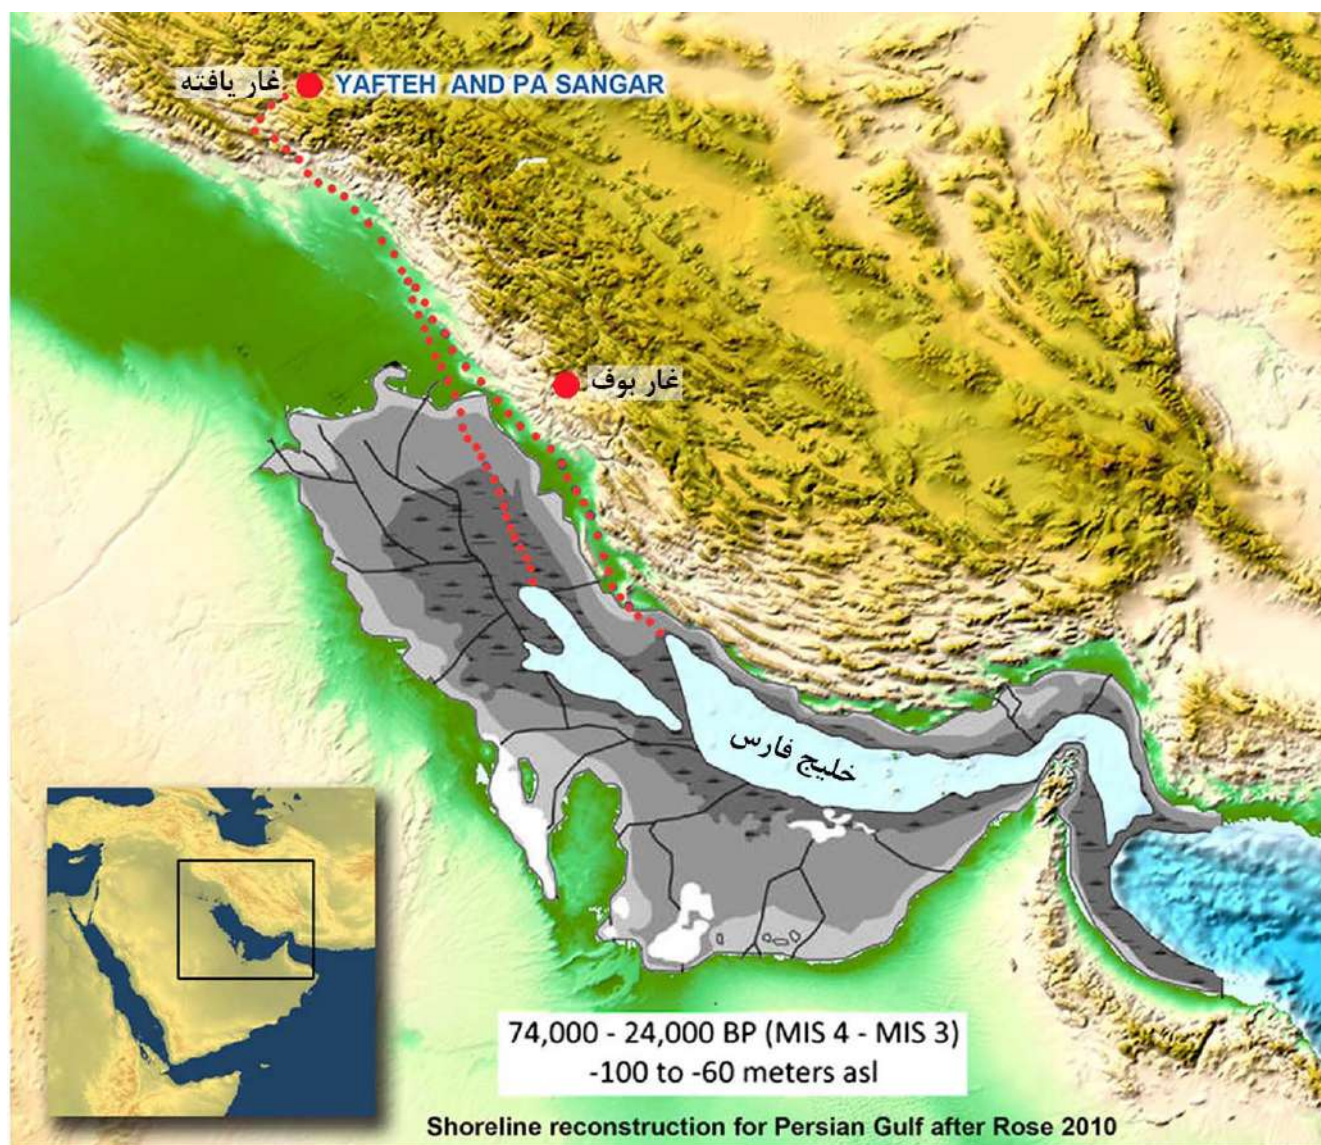 غار یافته
YAFTEH AND PA SANGAR
غار بوف
خلیج فارس
74,000 - 24,000 BP (MIS 4 - MIS 3)
-100 to -60 meters asl
Shoreline reconstruction for Persian Gulf after Rose 2010